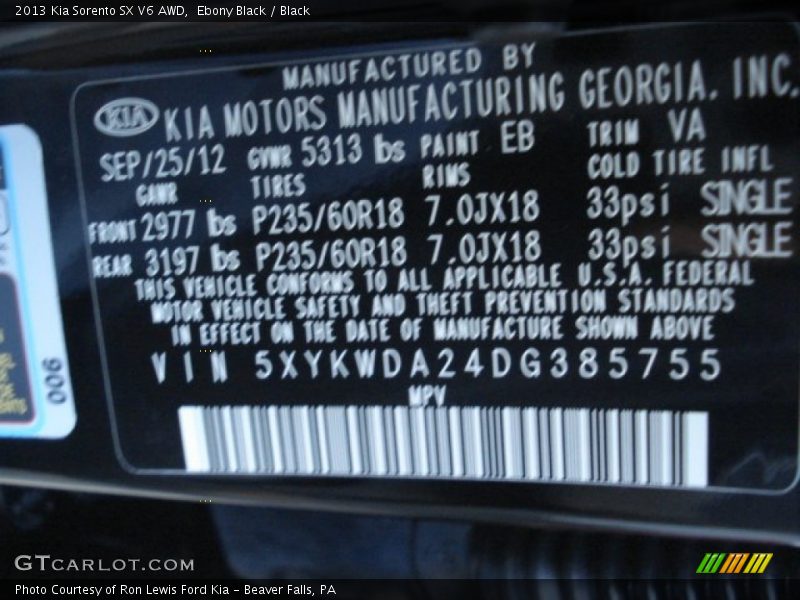 2013 Kia Sorento SX V6 AWD, Ebony Black / Black
MANUFACTURED BY
KIA KIA MOTORS MANUFACTURING GEORGIA. INC.
SEP/25/12 GVWR 5313 lbs PAINT EB TRIM VA
GAWR TIRES RIMS COLD TIRE INFL
FRONT 2977 lbs P235/60R18 7.0JX18 33psi SINGLE
REAR 3197 lbs P235/60R18 7.0JX18 33psi SINGLE
THIS VEHICLE CONFORMS TO ALL APPLICABLE U.S.A. FEDERAL
MOTOR VEHICLE SAFETY AND THEFT PREVENTION STANDARDS
IN EFFECT ON THE DATE OF MANUFACTURE SHOWN ABOVE
VIN 5XYKWDA24DG385755
MPV
006
GTCARLOT.COM
Photo Courtesy of Ron Lewis Ford Kia - Beaver Falls, PA